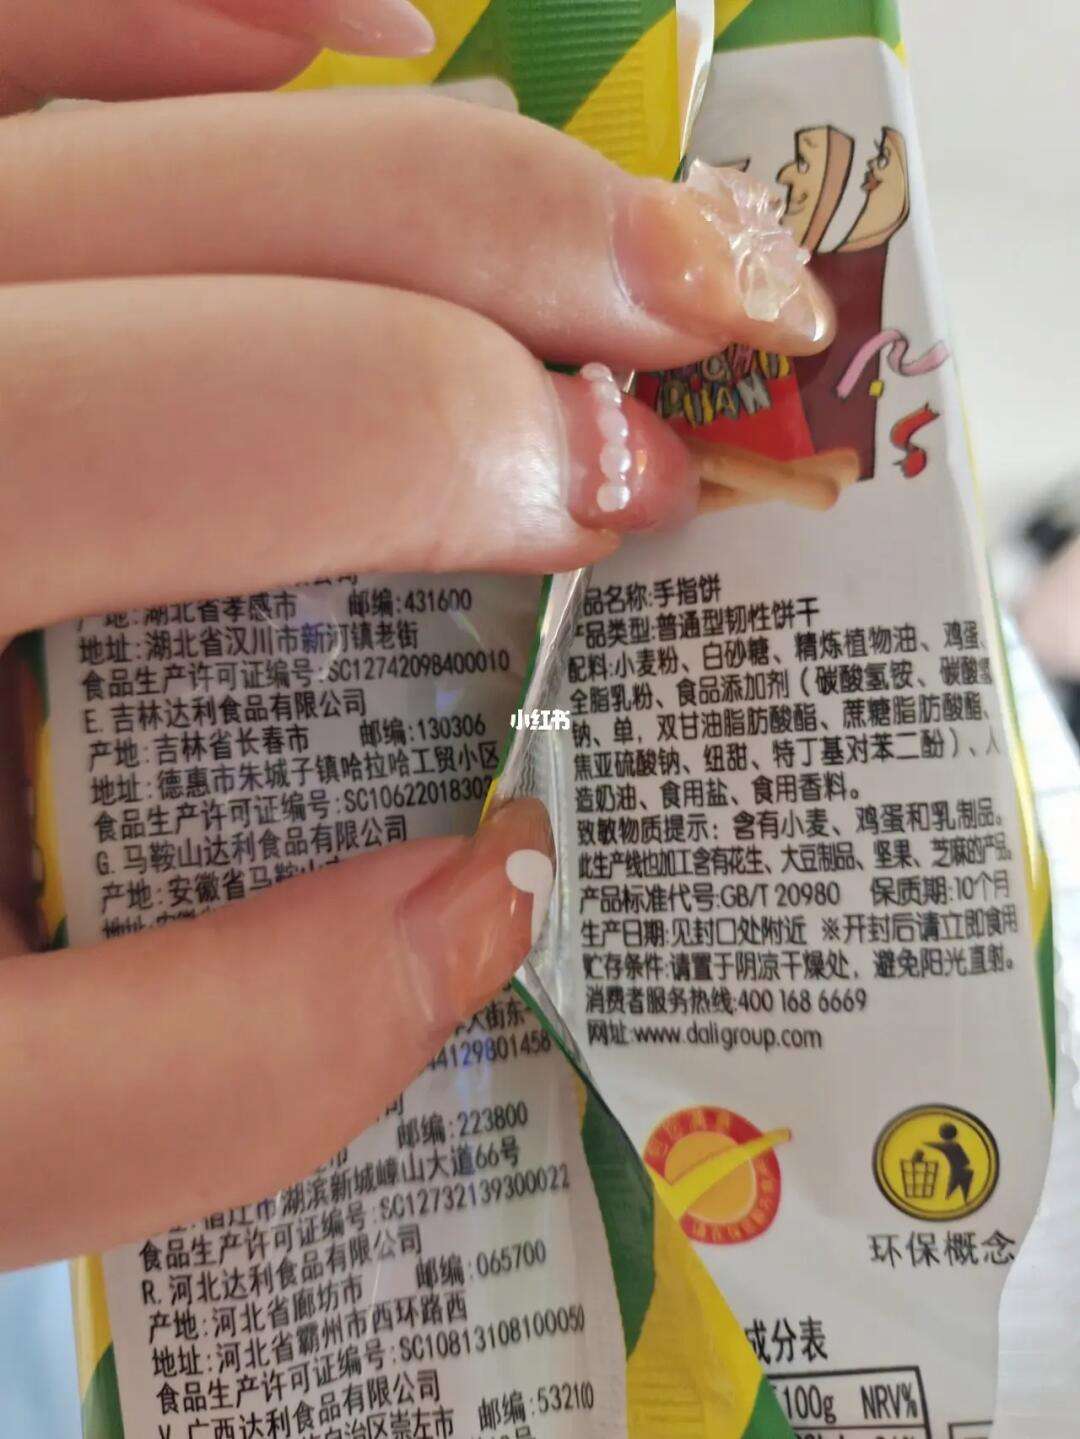 产地:湖北省孝感市 邮编:431600
地址:湖北省汉川市新河镇老街
食品生产许可证编号:SC12742098400010
E.吉林达利食品有限公司
产地:吉林省长春市 邮编:130306
地址:德惠市朱城子镇哈拉哈工贸小区
食品生产许可证编号:SC1062201830
G.马鞍山达利食品有限公司
产地:安徽省马鞍山
大街东
44129801458
邮编:223800
宿迁市湖滨新城嶂山大道66号
食品生产许可证编号:SC12732139300022
R.河北达利食品有限公司
产地:河北省廊坊市 邮编:065700
地址:河北省霸州市西环路西
食品生产许可证编号:SC10813108100050
V.广西达利食品有限公司
自治区崇左市 邮编:532100
小红书
DIAN
品名称:手指饼
产品类型:普通型韧性饼干
配料:小麦粉、白砂糖、精炼植物油、鸡蛋、
全脂乳粉、食品添加剂(碳酸氢铵、碳酸氢
钠、单,双甘油脂肪酸酯、蔗糖脂肪酸酯、
焦亚硫酸钠、纽甜、特丁基对苯二酚)、人
造奶油、食用盐、食用香料。
致敏物质提示:含有小麦、鸡蛋和乳制品。
此生产线也加工含有花生、大豆制品、坚果、芝麻的产品。
产品标准代号:GB/T 20980 保质期:10个月
生产日期:见封口处附近 ※开封后请立即食用
贮存条件:请置于阴凉干燥处,避免阳光直射。
消费者服务热线:400 168 6669
网址:www.daligroup.com
环保概念
成分表
100g NRV%